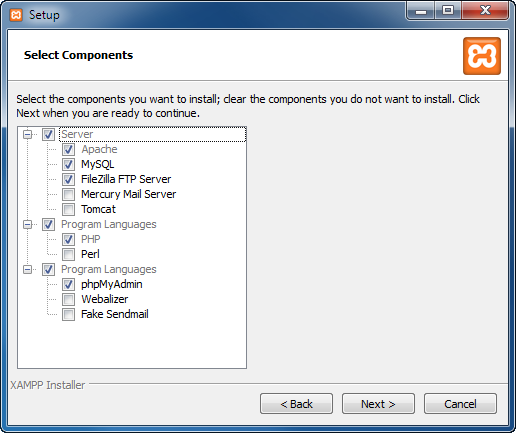 Setup
Select Components
Select the components you want to install; clear the components you do not want to install. Click
Next when you are ready to continue.
Server
Apache
MySQL
FileZilla FTP Server
Mercury Mail Server
Tomcat
Program Languages
PHP
Perl
Program Languages
phpMyAdmin
Webalizer
Fake Sendmail
XAMPP Installer
< Back
Next >
Cancel